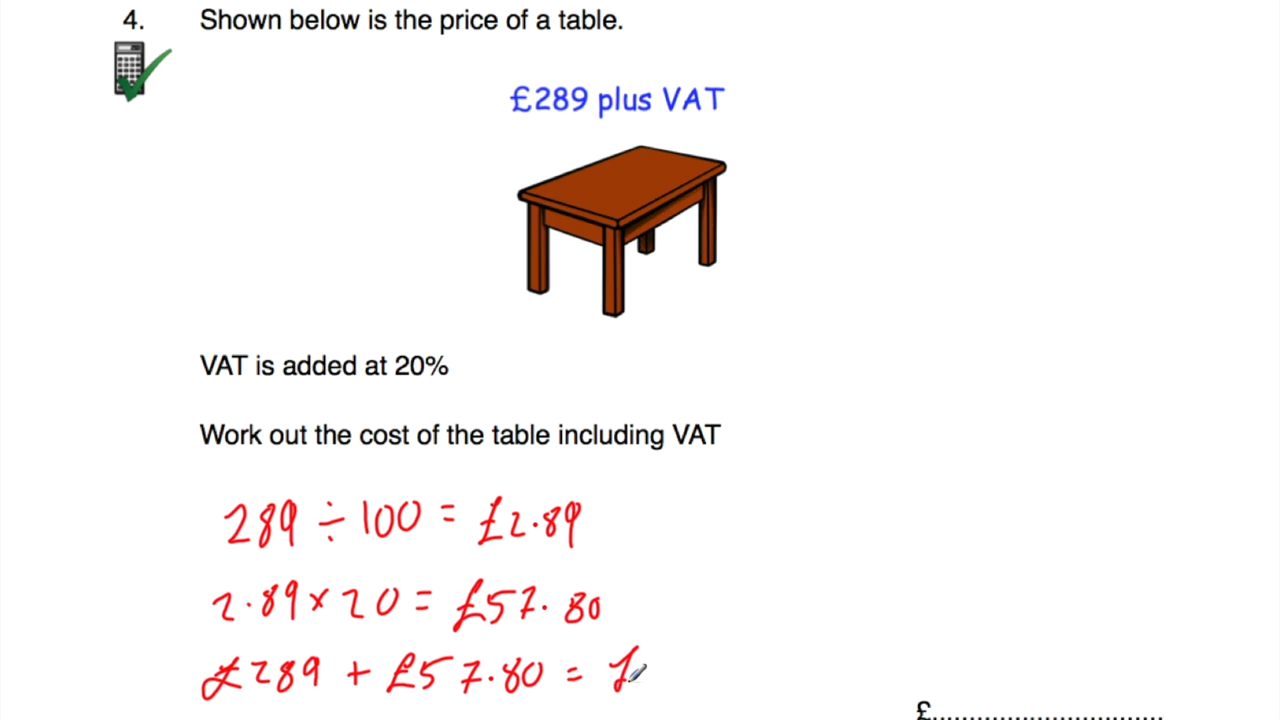 4. Shown below is the price of a table.
£289 plus VAT
VAT is added at 20%
Work out the cost of the table including VAT
289 ÷ 100 = £2.89
2.89 × 20 = £57.80
£289 + £57.80 = £
£..............................